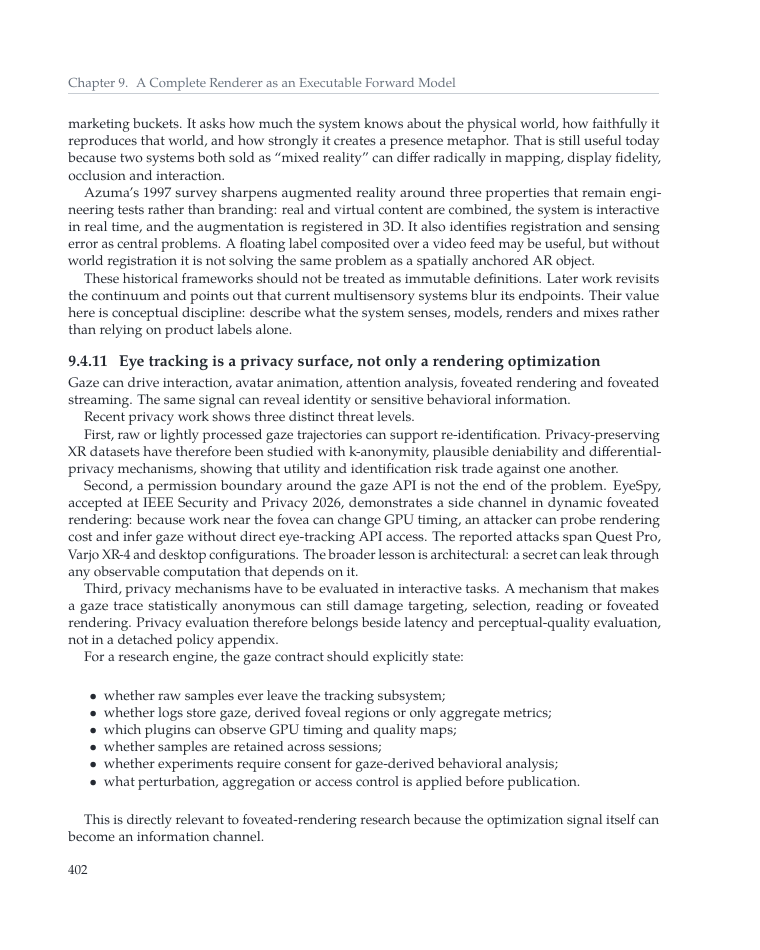 Chapter 9. A Complete Renderer as an Executable Forward Model
marketing buckets. It asks how much the system knows about the physical world, how faithfully it
reproduces that world, and how strongly it creates a presence metaphor. That is still useful today
because two systems both sold as “mixed reality” can differ radically in mapping, display fidelity,
occlusion and interaction.
Azuma’s 1997 survey sharpens augmented reality around three properties that remain engi-
neering tests rather than branding: real and virtual content are combined, the system is interactive
in real time, and the augmentation is registered in 3D. It also identifies registration and sensing
error as central problems. A floating label composited over a video feed may be useful, but without
world registration it is not solving the same problem as a spatially anchored AR object.
These historical frameworks should not be treated as immutable definitions. Later work revisits
the continuum and points out that current multisensory systems blur its endpoints. Their value
here is conceptual discipline: describe what the system senses, models, renders and mixes rather
than relying on product labels alone.
9.4.11 Eye tracking is a privacy surface, not only a rendering optimization
Gaze can drive interaction, avatar animation, attention analysis, foveated rendering and foveated
streaming. The same signal can reveal identity or sensitive behavioral information.
Recent privacy work shows three distinct threat levels.
First, raw or lightly processed gaze trajectories can support re-identification. Privacy-preserving
XR datasets have therefore been studied with k-anonymity, plausible deniability and differential-
privacy mechanisms, showing that utility and identification risk trade against one another.
Second, a permission boundary around the gaze API is not the end of the problem. EyeSpy,
accepted at IEEE Security and Privacy 2026, demonstrates a side channel in dynamic foveated
rendering: because work near the fovea can change GPU timing, an attacker can probe rendering
cost and infer gaze without direct eye-tracking API access. The reported attacks span Quest Pro,
Varjo XR-4 and desktop configurations. The broader lesson is architectural: a secret can leak through
any observable computation that depends on it.
Third, privacy mechanisms have to be evaluated in interactive tasks. A mechanism that makes
a gaze trace statistically anonymous can still damage targeting, selection, reading or foveated
rendering. Privacy evaluation therefore belongs beside latency and perceptual-quality evaluation,
not in a detached policy appendix.
For a research engine, the gaze contract should explicitly state:
• whether raw samples ever leave the tracking subsystem;
• whether logs store gaze, derived foveal regions or only aggregate metrics;
• which plugins can observe GPU timing and quality maps;
• whether samples are retained across sessions;
• whether experiments require consent for gaze-derived behavioral analysis;
• what perturbation, aggregation or access control is applied before publication.
This is directly relevant to foveated-rendering research because the optimization signal itself can
become an information channel.
402